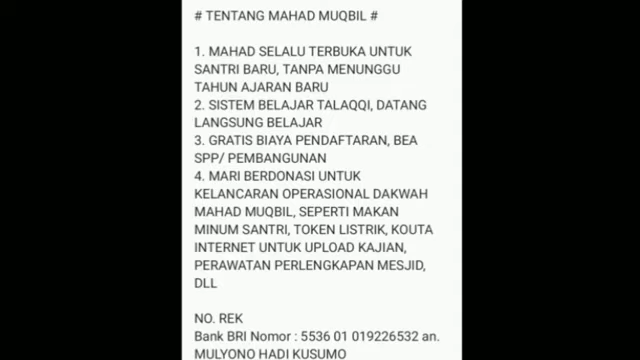 # TENTANG MAHAD MUQBIL #
1. MAHAD SELALU TERBUKA UNTUK
SANTRI BARU, TANPA MENUNGGU
TAHUN AJARAN BARU
2. SISTEM BELAJAR TALAQQI, DATANG
LANGSUNG BELAJAR
3. GRATIS BIAYA PENDAFTARAN, BEA
SPP/ PEMBANGUNAN
4. MARI BERDONASI UNTUK
KELANCARAN OPERASIONAL DAKWAH
MAHAD MUQBIL, SEPERTI MAKAN
MINUM SANTRI, TOKEN LISTRIK, KOUTA
INTERNET UNTUK UPLOAD KAJIAN,
PERAWATAN PERLENGKAPAN MESJID,
DLL
NO. REK
Bank BRI Nomor : 5536 01 019226532 an.
MULYONO HADI KUSUMO